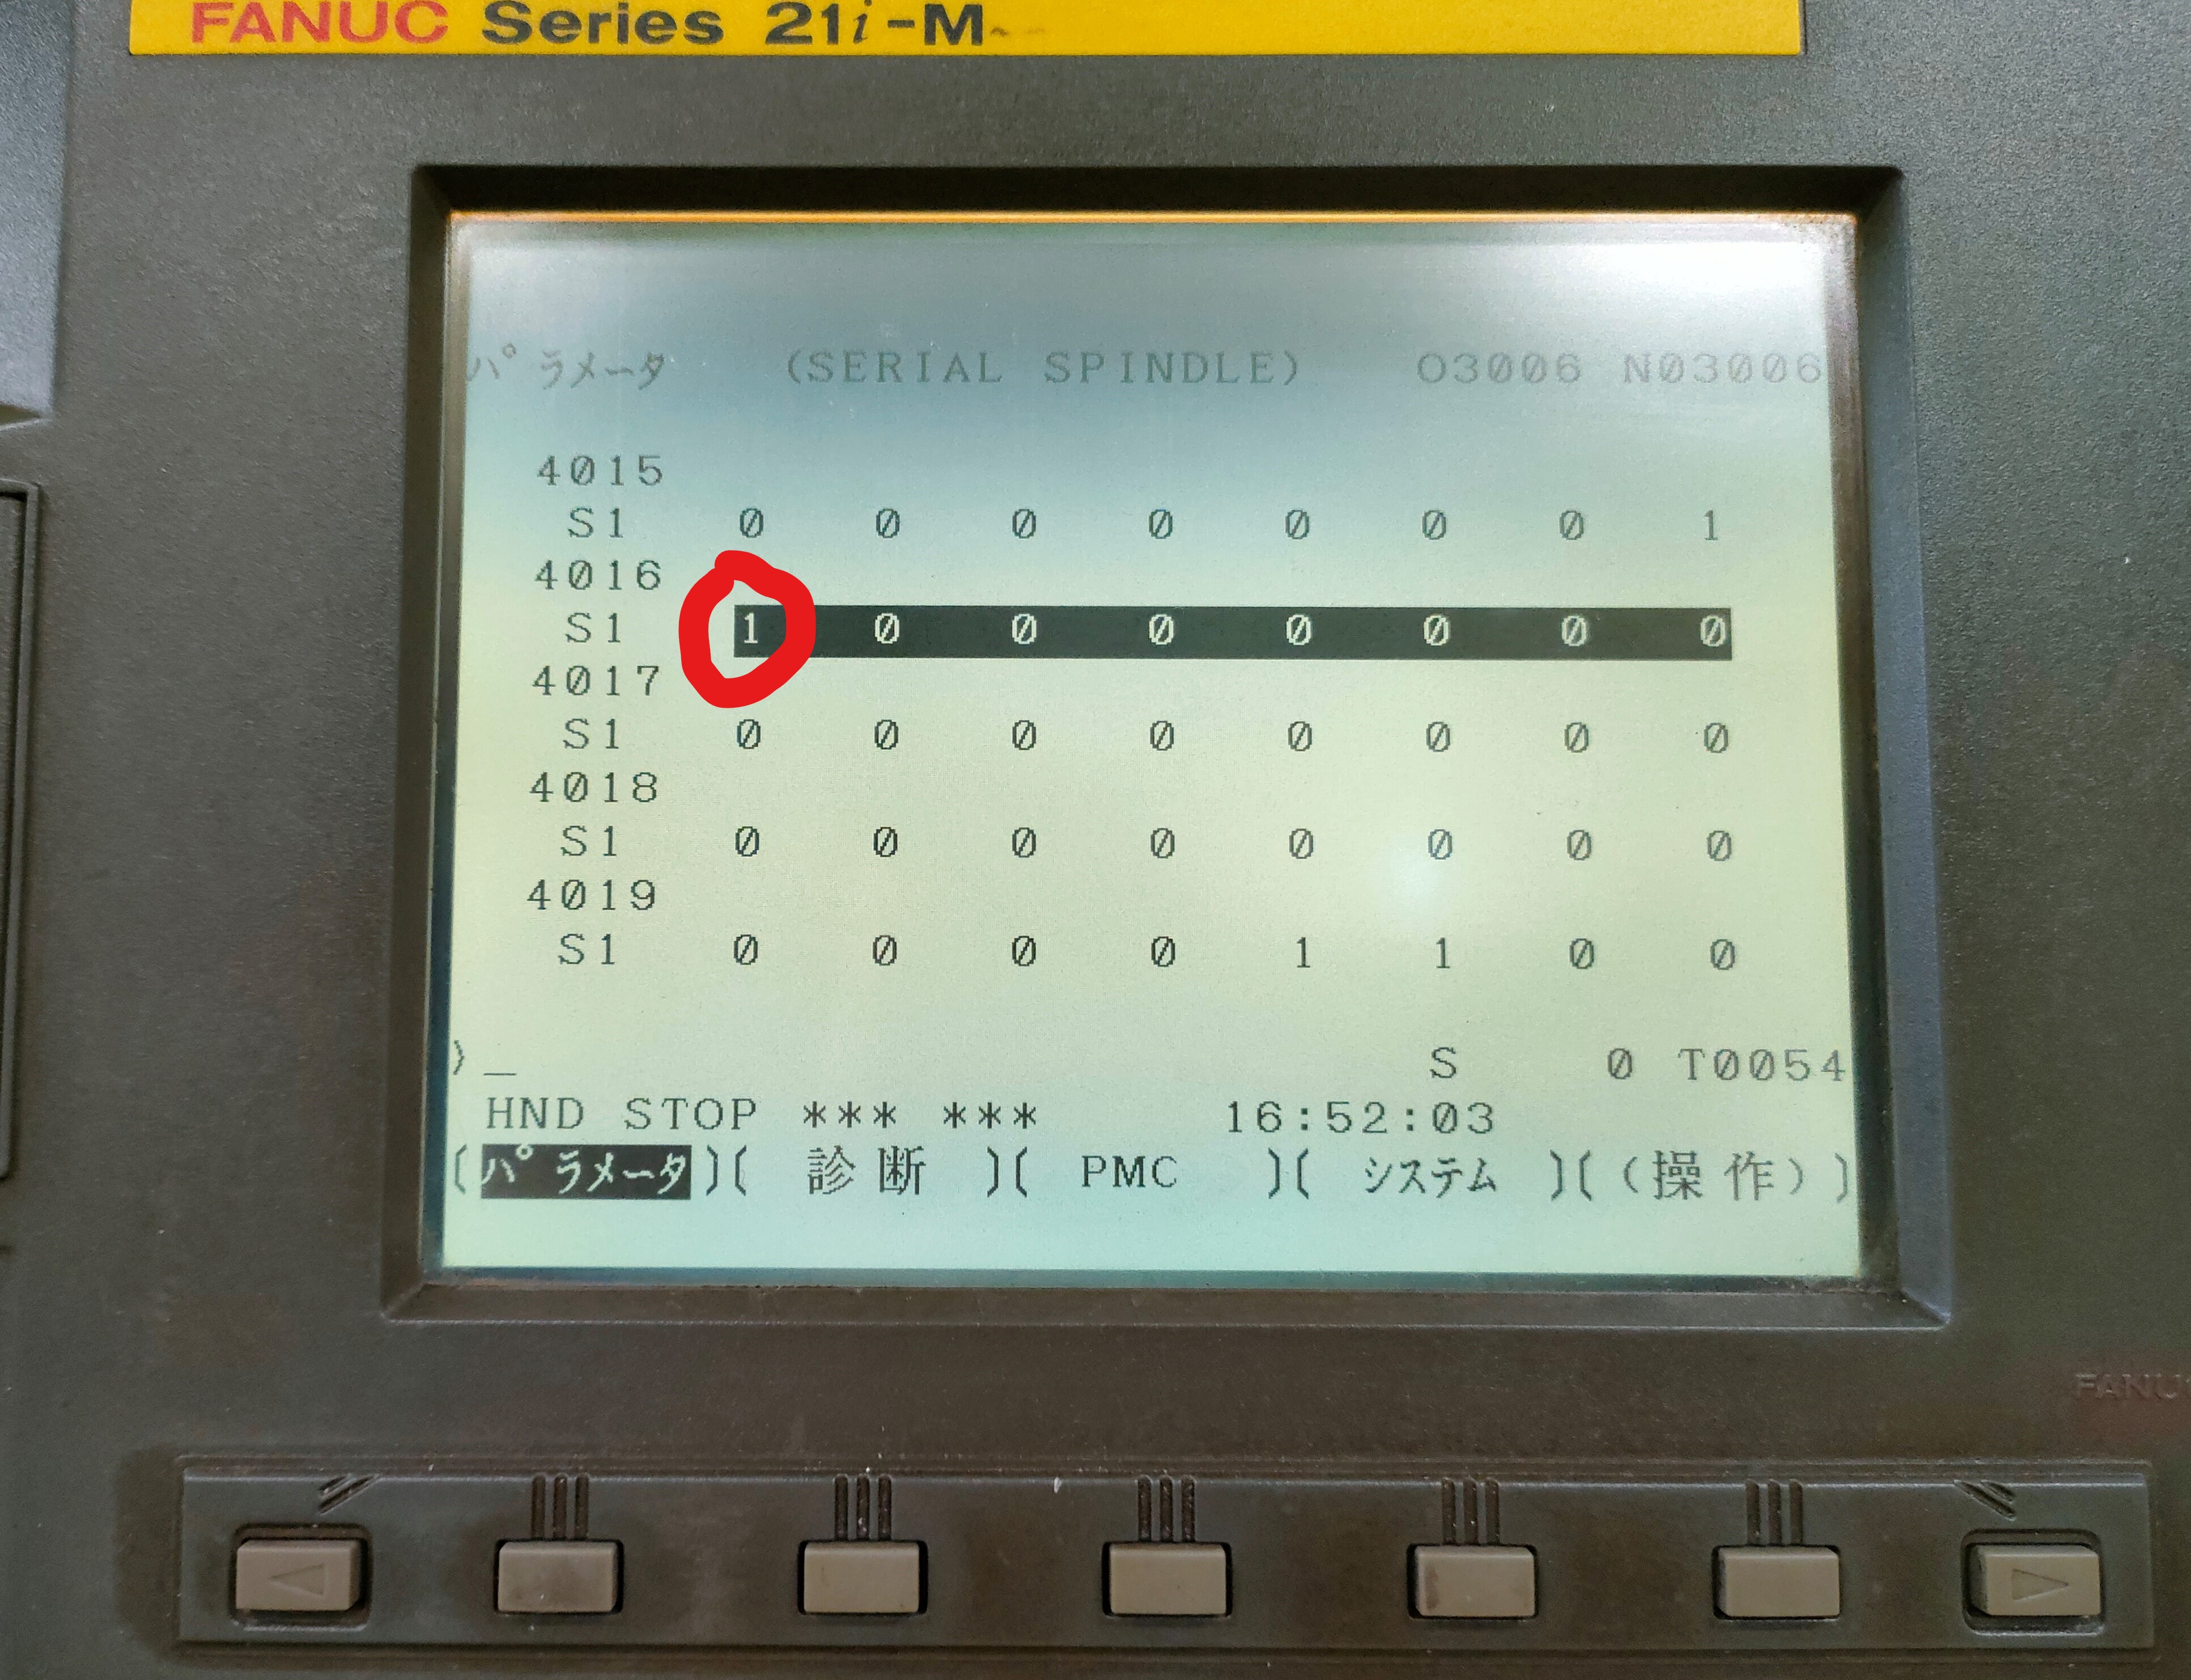 FANUC Series 21i-M
パラメータ (SERIAL SPINDLE) O3006 N03006
4015
S1 0 0 0 0 0 0 0 1
4016
S1 1 0 0 0 0 0 0 0
4017
S1 0 0 0 0 0 0 0 0
4018
S1 0 0 0 0 0 0 0 0
4019
S1 0 0 0 0 1 1 0 0
>_ S 0 T0054
HND STOP *** *** 16:52:03
[パラメータ][ 診断 ][ PMC ][ システム ][(操作)]
FANU